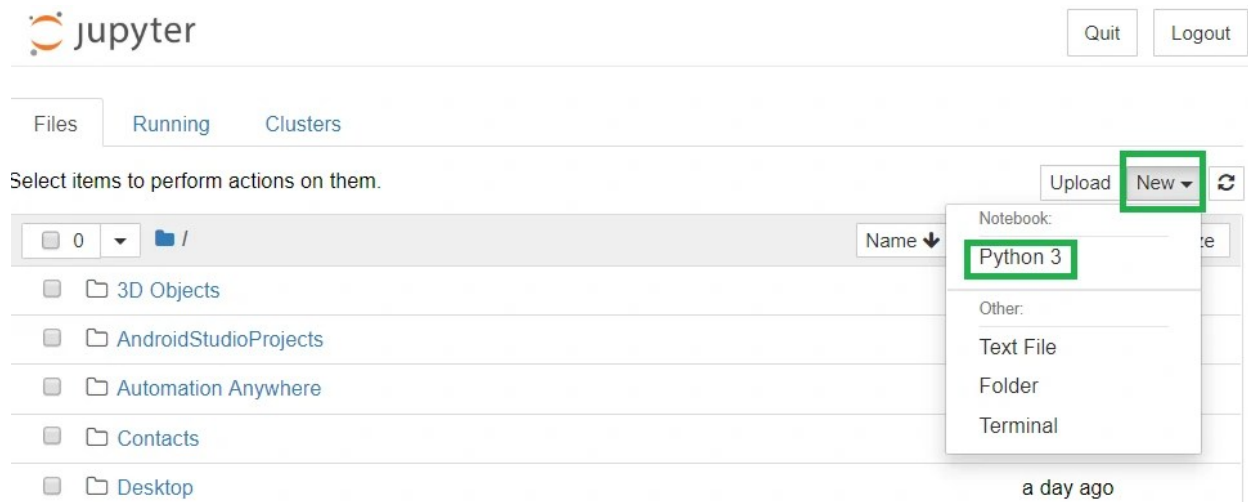 jupyter Quit Logout
Files Running Clusters
Select items to perform actions on them. Upload New
0 / Name ze
Notebook:
Python 3
3D Objects
Other:
AndroidStudioProjects
Text File
Automation Anywhere
Folder
Contacts
Terminal
Desktop a day ago